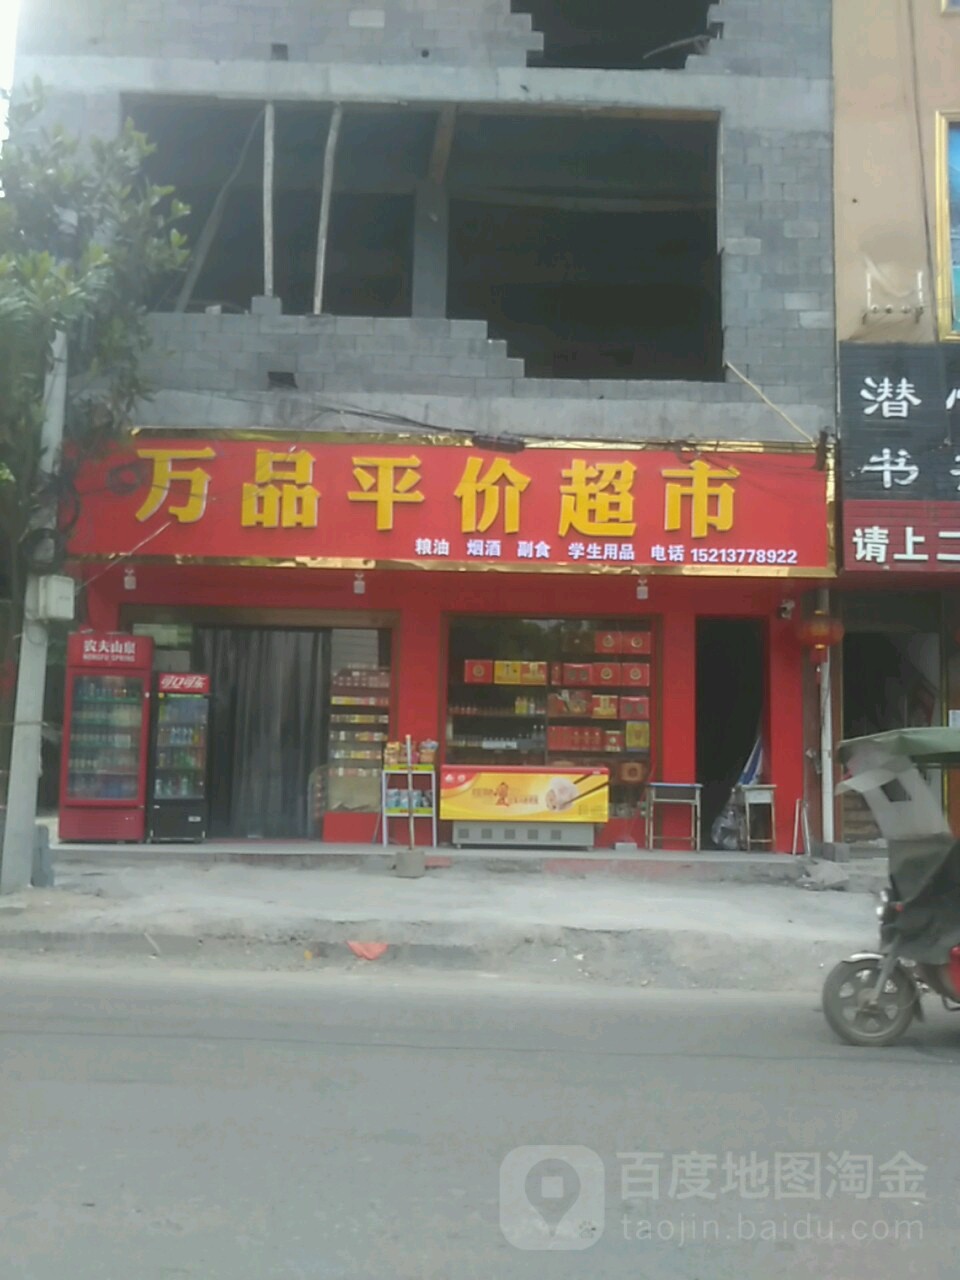 万品平价超市
粮油 烟酒 副食 学生用品 电话 15213778922
潜
书
请上二
农夫山泉
NONGFU SPRING
可口可乐
百度地图淘金
taojin.baidu.com